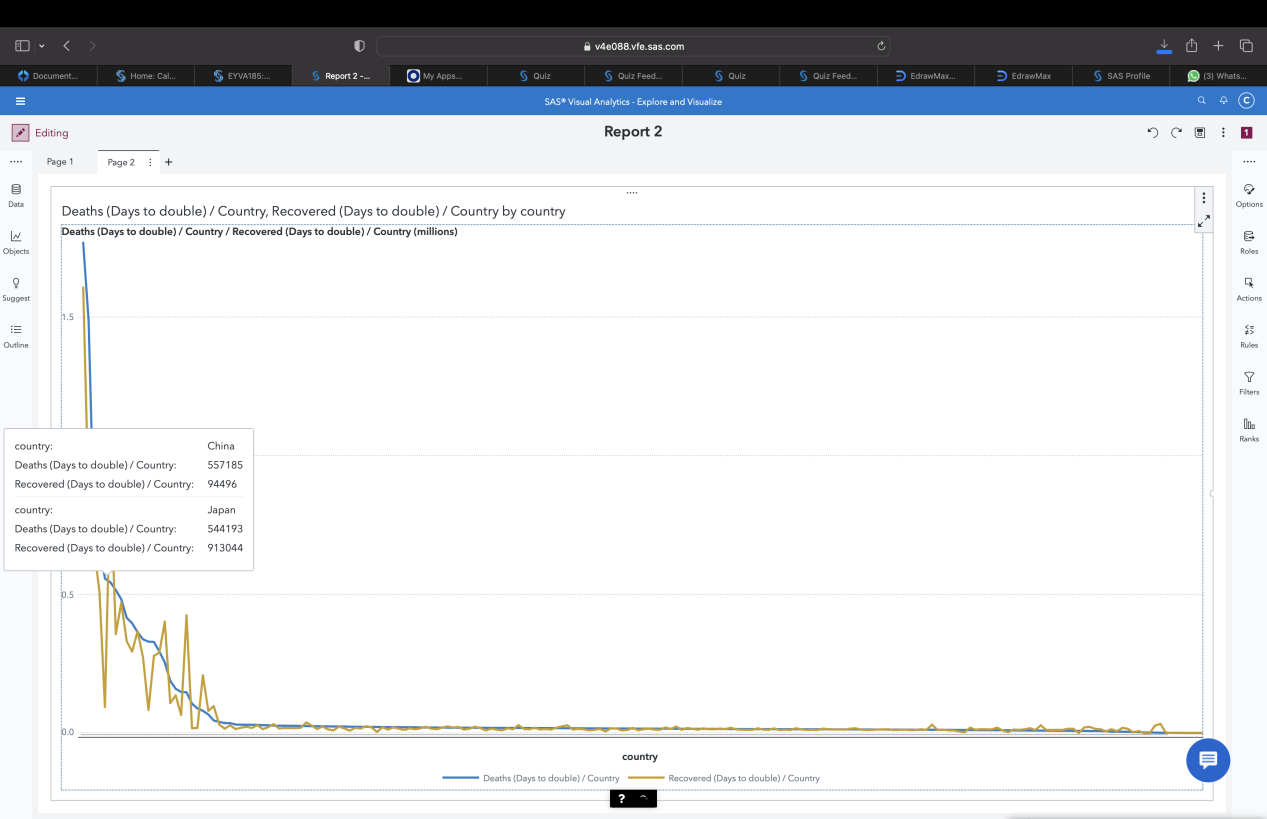 v4e088.vfe.sas.com
Document... Home: Cal... EYVA185:... Report 2 -... My Apps... Quiz Quiz Feed... Quiz Quiz Feed... EdrawMax... EdrawMax SAS Profile (3) Whats...
SAS® Visual Analytics - Explore and Visualize
C
Editing
Report 2
1
Page 1
Page 2
Data
Objects
Suggest
Outline
Options
Roles
Actions
Rules
Filters
Ranks
Deaths (Days to double) / Country, Recovered (Days to double) / Country by country
Deaths (Days to double) / Country / Recovered (Days to double) / Country (millions)
1.5
country: China
Deaths (Days to double) / Country: 557185
Recovered (Days to double) / Country: 94496
country: Japan
Deaths (Days to double) / Country: 544193
Recovered (Days to double) / Country: 913044
0.5
0.0
country
Deaths (Days to double) / Country Recovered (Days to double) / Country
?